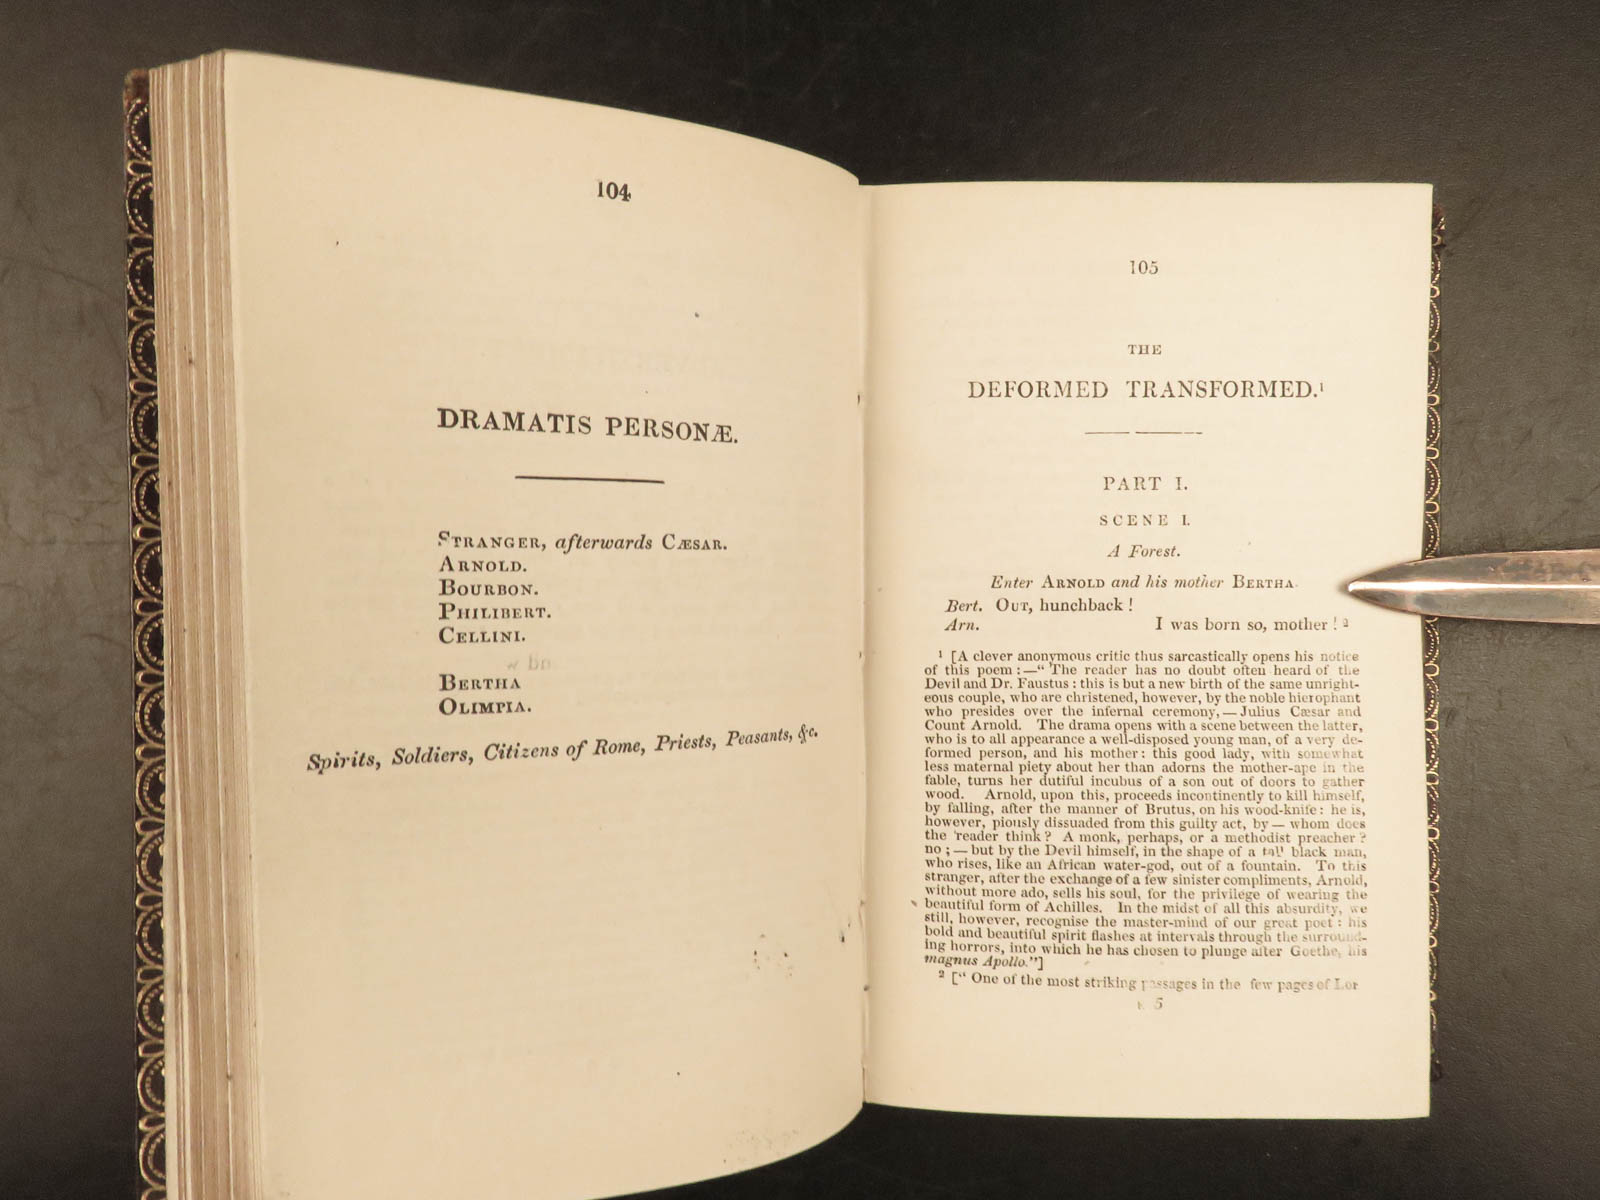 104
DRAMATIS PERSONÆ.
STRANGER, afterwards CÆSAR.
ARNOLD.
BOURBON.
PHILIBERT.
CELLINI.
BERTHA
OLIMPIA.
Spirits, Soldiers, Citizens of Rome, Priests, Peasants, &c.
105
THE
DEFORMED TRANSFORMED.¹
PART I.
SCENE I.
A Forest.
Enter ARNOLD and his mother BERTHA.
Bert. OUT, hunchback!
Arn. I was born so, mother!²
¹ [A clever anonymous critic thus sarcastically opens his notice
of this poem:—"The reader has no doubt often heard of the
Devil and Dr. Faustus: this is but a new birth of the same unright-
eous couple, who are christened, however, by the noble hierophant
who presides over the infernal ceremony,—Julius Cæsar and
Count Arnold. The drama opens with a scene between the latter,
who is to all appearance a well-disposed young man, of a very de-
formed person, and his mother: this good lady, with somewhat
less maternal piety about her than adorns the mother-ape in the
fable, turns her dutiful incubus of a son out of doors to gather
wood. Arnold, upon this, proceeds incontinently to kill himself,
by falling, after the manner of Brutus, on his wood-knife: he is,
however, piously dissuaded from this guilty act, by—whom does
the reader think? A monk, perhaps, or a methodist preacher?
no;—but by the Devil himself, in the shape of a tall black man,
who rises, like an African water-god, out of a fountain. To this
stranger, after the exchange of a few sinister compliments, Arnold,
without more ado, sells his soul, for the privilege of wearing the
beautiful form of Achilles. In the midst of all this absurdity, we
still, however, recognise the master-mind of our great poet: his
bold and beautiful spirit flashes at intervals through the surround-
ing horrors, into which he has chosen to plunge after Goethe, his
magnus Apollo."]
² ["One of the most striking passages in the few pages of Lor
5